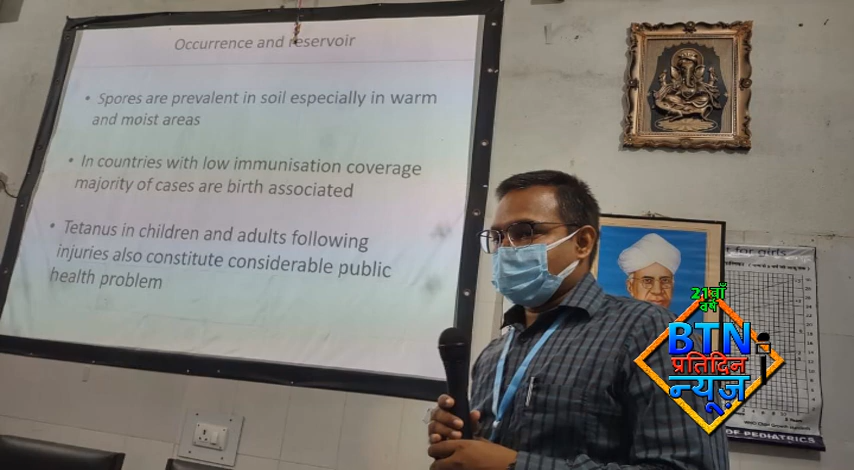 Occurrence and reservoir
• Spores are prevalent in soil especially in warm
and moist areas
• In countries with low immunisation coverage
majority of cases are birth associated
• Tetanus in children and adults following
injuries also constitute considerable public
health problem
t for girls
21वाँ
वर्ष
BTN
प्रतिदिन
न्यूज़
OF PEDIATRICS